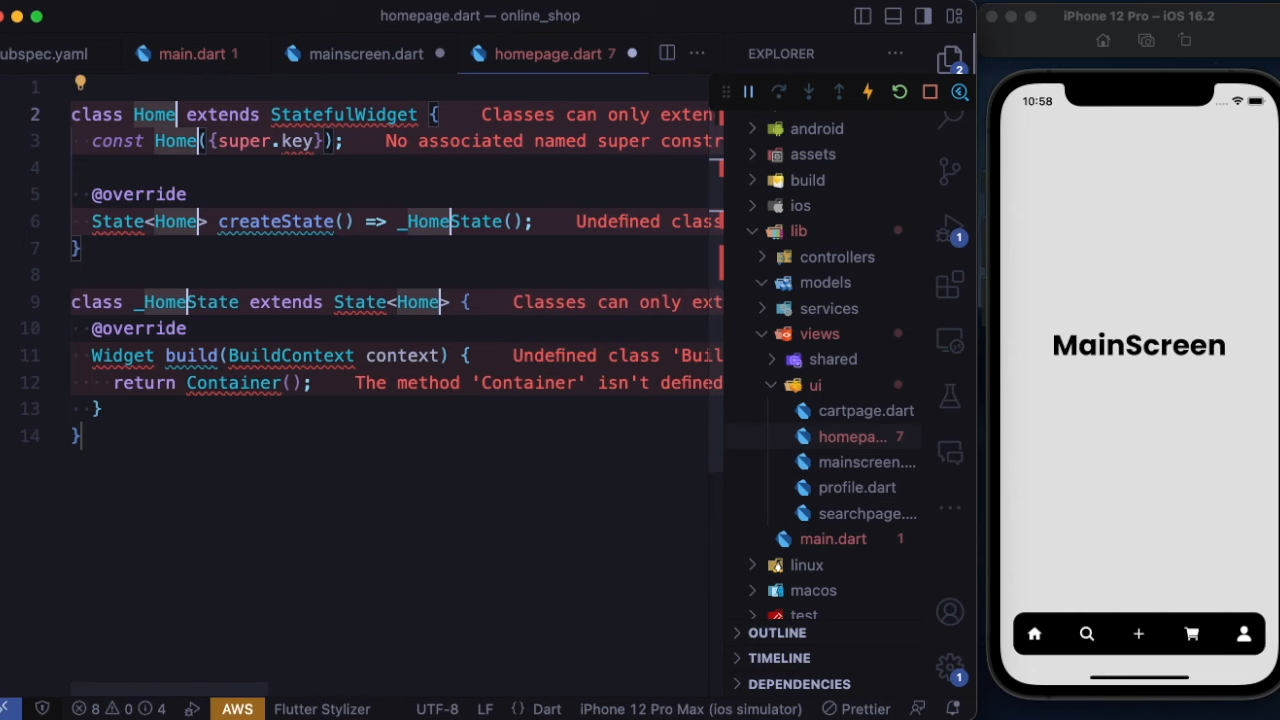 homepage.dart — online_shop
ubspec.yaml
main.dart 1
mainscreen.dart
homepage.dart 7
1
2 class Home extends StatefulWidget { Classes can only exten
3 const Home({super.key}); No associated named super constr
4
5 @override
6 State<Home> createState() => _HomeState(); Undefined class
7 }
8
9 class _HomeState extends State<Home> { Classes can only ext
10 @override
11 Widget build(BuildContext context) { Undefined class 'Buil
12 return Container(); The method 'Container' isn't defined
13 }
14 }
EXPLORER
2
android
assets
build
ios
lib
controllers
models
services
views
shared
ui
cartpage.dart
homepa... 7
mainscreen....
profile.dart
searchpage....
main.dart 1
linux
macos
test
OUTLINE
TIMELINE
DEPENDENCIES
1
1
8 0 4
AWS
Flutter Stylizer
UTF-8
LF
{} Dart
iPhone 12 Pro Max (ios simulator)
Prettier
iPhone 12 Pro – iOS 16.2
10:58
MainScreen